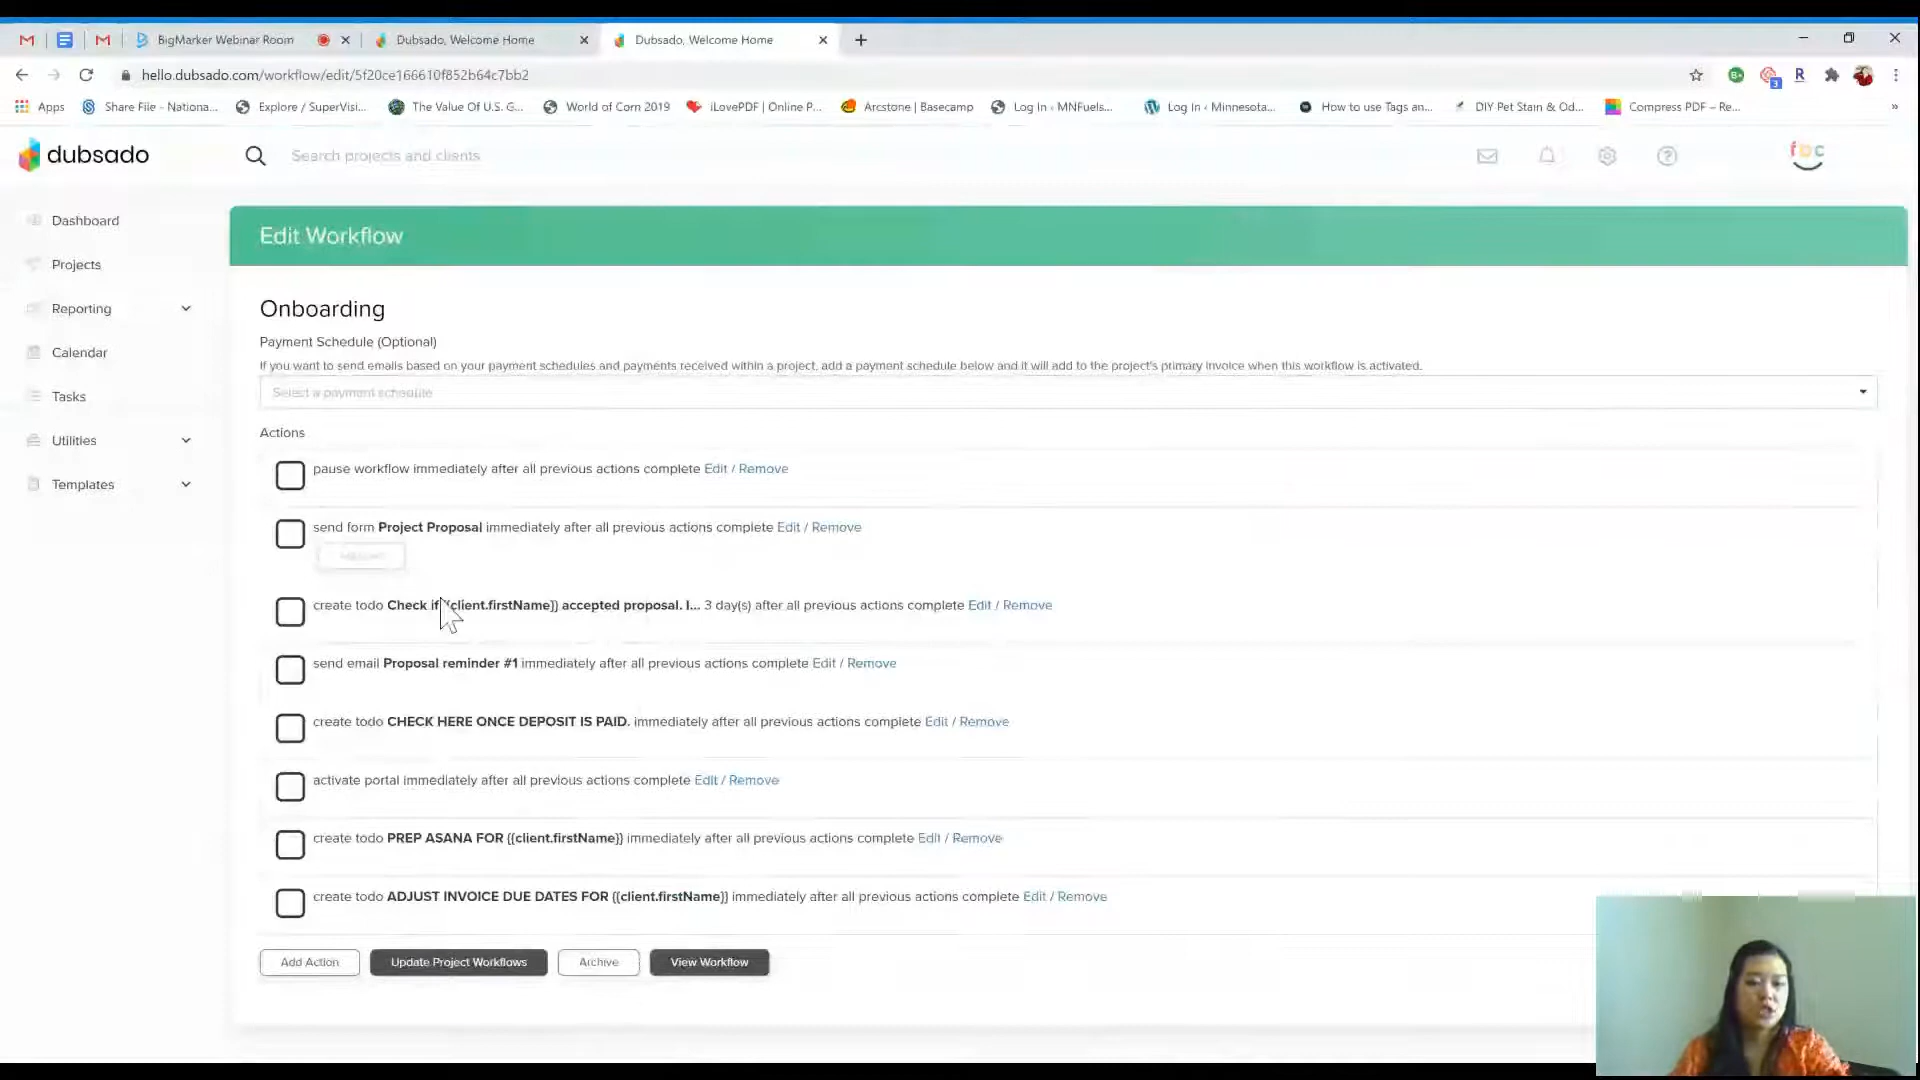 BigMarker Webinar Room
Dubsado, Welcome Home
Dubsado, Welcome Home
hello.dubsado.com/workflow/edit/5f20ce166610f852b64c7bb2
3
R
Apps
Share File - Nationa...
Explore / SuperVisi...
The Value Of U.S. G...
World of Corn 2019
iLovePDF | Online P...
Arcstone | Basecamp
Log In ‹ MNFuels...
Log In ‹ Minnesota...
How to use Tags an...
DIY Pet Stain & Od...
Compress PDF – Re...
»
dubsado
Search projects and clients
Dashboard
Projects
Reporting
Calendar
Tasks
Utilities
Templates
Edit Workflow
Onboarding
Payment Schedule (Optional)
If you want to send emails based on your payment schedules and payments received within a project, add a payment schedule below and it will add to the project's primary invoice when this workflow is activated.
Select a payment schedule
Actions
pause workflow immediately after all previous actions complete Edit / Remove
send form Project Proposal immediately after all previous actions complete Edit / Remove
create todo Check if {{client.firstName}} accepted proposal. I... 3 day(s) after all previous actions complete Edit / Remove
send email Proposal reminder #1 immediately after all previous actions complete Edit / Remove
create todo CHECK HERE ONCE DEPOSIT IS PAID. immediately after all previous actions complete Edit / Remove
activate portal immediately after all previous actions complete Edit / Remove
create todo PREP ASANA FOR {{client.firstName}} immediately after all previous actions complete Edit / Remove
create todo ADJUST INVOICE DUE DATES FOR {{client.firstName}} immediately after all previous actions complete Edit / Remove
Add Action
Update Project Workflows
Archive
View Workflow